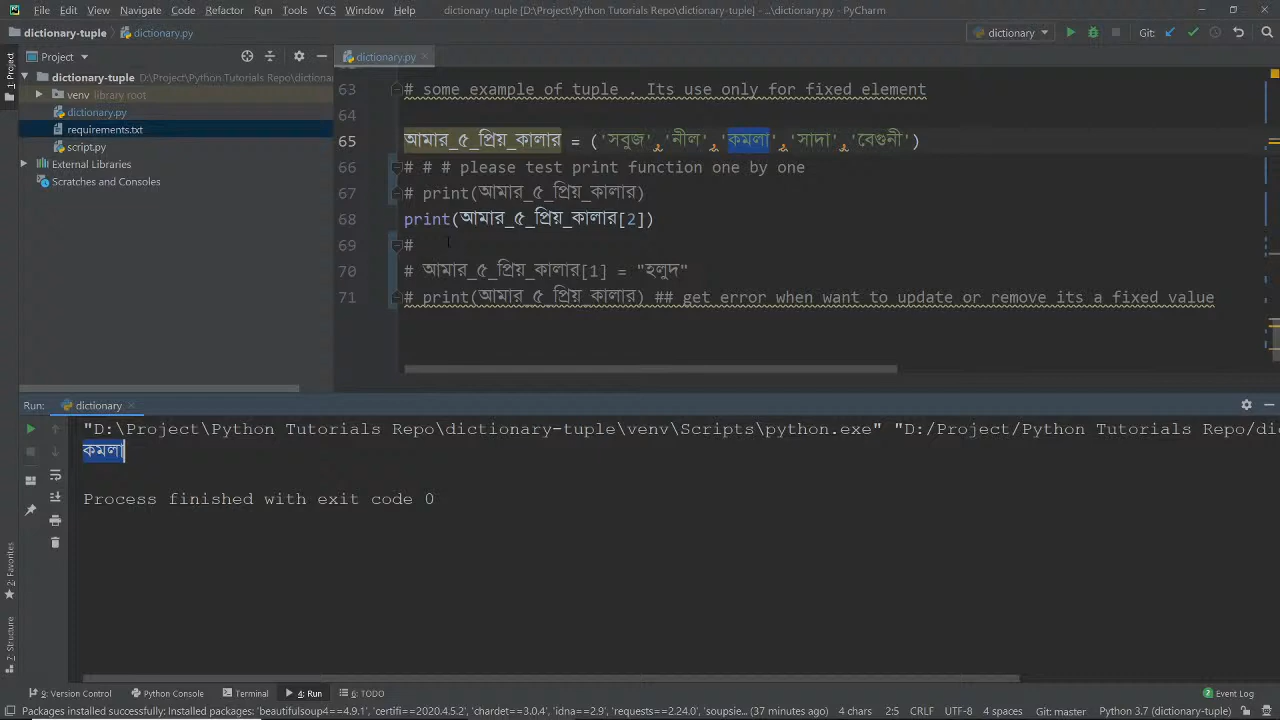 File Edit View Navigate Code Refactor Run Tools VCS Window Help dictionary-tuple [D:\Project\Python Tutorials Repo\dictionary-tuple] - ...\dictionary.py - PyCharm
dictionary-tuple dictionary.py dictionary Git:
Project dictionary.py
1: Project
dictionary-tuple D:\Project\Python Tutorials Repo\dictionar
venv library root
dictionary.py
requirements.txt
script.py
External Libraries
Scratches and Consoles
63 # some example of tuple . Its use only for fixed element
64
65 আমার_৫_প্রিয়_কালার = ('সবুজ','নীল','কমলা','সাদা','বেগুনী')
66 # # # please test print function one by one
67 # print(আমার_৫_প্রিয়_কালার)
68 print(আমার_৫_প্রিয়_কালার[2])
69 #
70 # আমার_৫_প্রিয়_কালার[1] = "হলুদ"
71 # print(আমার_৫_প্রিয়_কালার) ## get error when want to update or remove its a fixed value
Run: dictionary
"D:\Project\Python Tutorials Repo\dictionary-tuple\venv\Scripts\python.exe" "D:/Project/Python Tutorials Repo/dic
কমলা
Process finished with exit code 0
2: Favorites
7: Structure
9: Version Control Python Console Terminal 4: Run 6: TODO Event Log
Packages installed successfully: Installed packages: 'beautifulsoup4==4.9.1', 'certifi==2020.4.5.2', 'chardet==3.0.4', 'idna==2.9', 'requests==2.24.0', 'soupsie... (37 minutes ago) 4 chars 2:5 CRLF UTF-8 4 spaces Git: master Python 3.7 (dictionary-tuple)